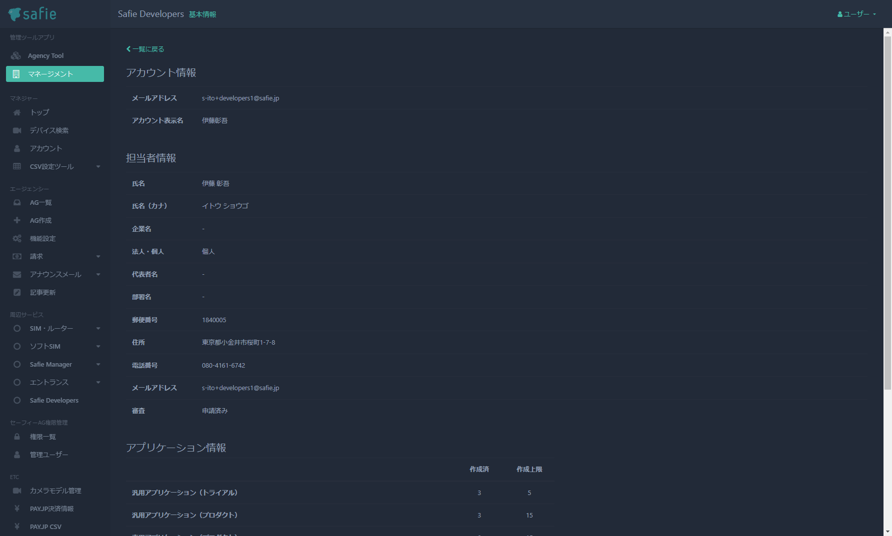 safie
Safie Developers 基本情報
ユーザー
管理ツールアプリ
Agency Tool
マネージメント
マネジャー
トップ
デバイス検索
アカウント
CSV設定ツール
エージェンシー
AG一覧
AG作成
機能設定
請求
アナウンスメール
記事更新
周辺サービス
SIM・ルーター
ソフトSIM
Safie Manager
エントランス
Safie Developers
セーフィーAG権限管理
権限一覧
管理ユーザー
ETC
カメラモデル管理
PAYJP決済情報
PAYJP CSV
一覧に戻る
アカウント情報
メールアドレス s-ito+developers1@safie.jp
アカウント表示名 伊藤彰吾
担当者情報
氏名 伊藤 彰吾
氏名（カナ） イトウ ショウゴ
企業名 -
法人・個人 個人
代表者名 -
部署名 -
郵便番号 1840005
住所 東京都小金井市桜町1-7-8
電話番号 080-4161-6742
メールアドレス s-ito+developers1@safie.jp
審査 申請済み
アプリケーション情報
作成済 作成上限
汎用アプリケーション（トライアル） 3 5
汎用アプリケーション（プロダクト） 3 15